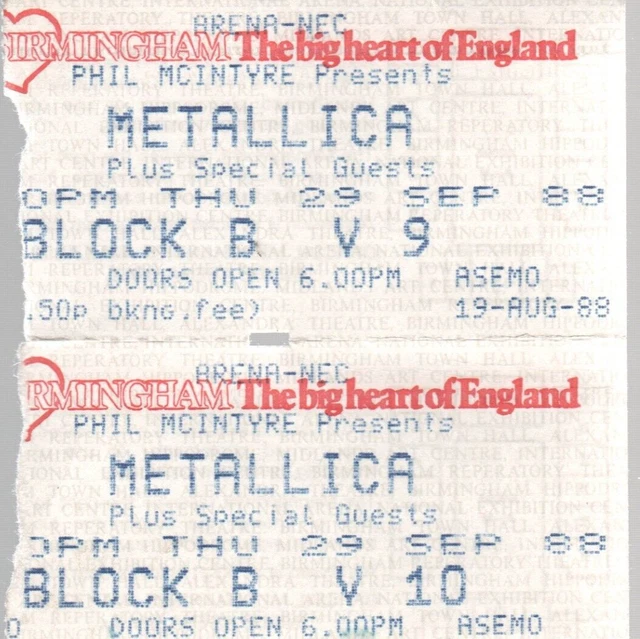 ARENA-NEC
BIRMINGHAM The big heart of England
PHIL MCINTYRE Presents
METALLICA
Plus Special Guests
0PM THU 29 SEP 88
BLOCK B V 9
DOORS OPEN 6.00PM ASEMO
.50p bkng.fee) 19-AUG-88
ARENA-NEC
RMINGHAM The big heart of England
PHIL MCINTYRE Presents
METALLICA
Plus Special Guests
0PM THU 29 SEP 88
BLOCK B V 10
DOORS OPEN 6.00PM ASEMO